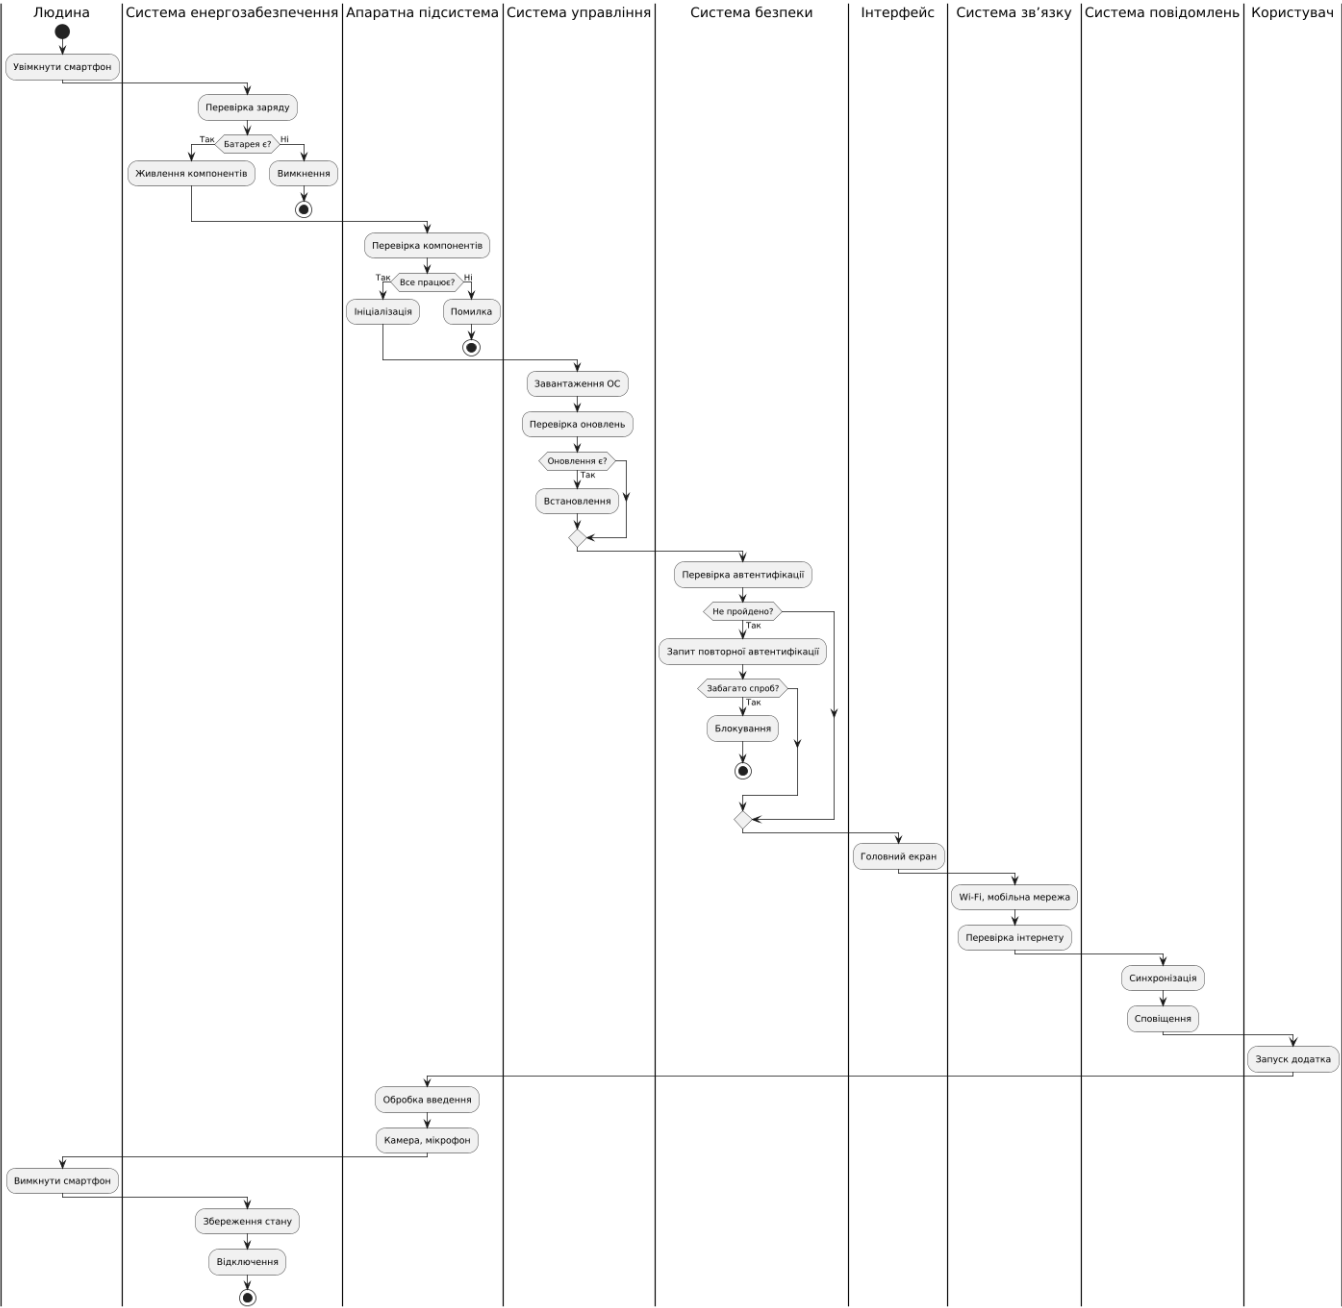 Людина
Система енергозабезпечення
Апаратна підсистема
Система управління
Система безпеки
Інтерфейс
Система зв’язку
Система повідомлень
Користувач
Увімкнути смартфон
Перевірка заряду
Так
Батарея є?
Ні
Живлення компонентів
Вимкнення
Перевірка компонентів
Так
Все працює?
Ні
Ініціалізація
Помилка
Завантаження ОС
Перевірка оновлень
Оновлення є?
Так
Встановлення
Перевірка автентифікації
Не пройдено?
Так
Запит повторної автентифікації
Забагато спроб?
Так
Блокування
Головний екран
Wi-Fi, мобільна мережа
Перевірка інтернету
Синхронізація
Сповіщення
Запуск додатка
Обробка введення
Камера, мікрофон
Вимкнути смартфон
Збереження стану
Відключення